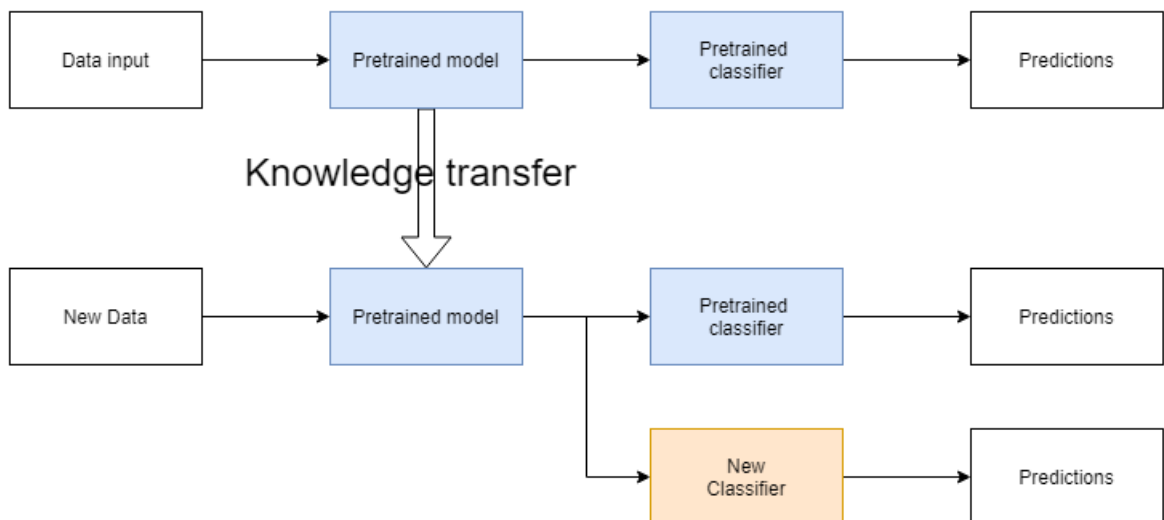 Data input
Pretrained model
Pretrained
classifier
Predictions
Knowledge transfer
New Data
Pretrained model
Pretrained
classifier
Predictions
New
Classifier
Predictions